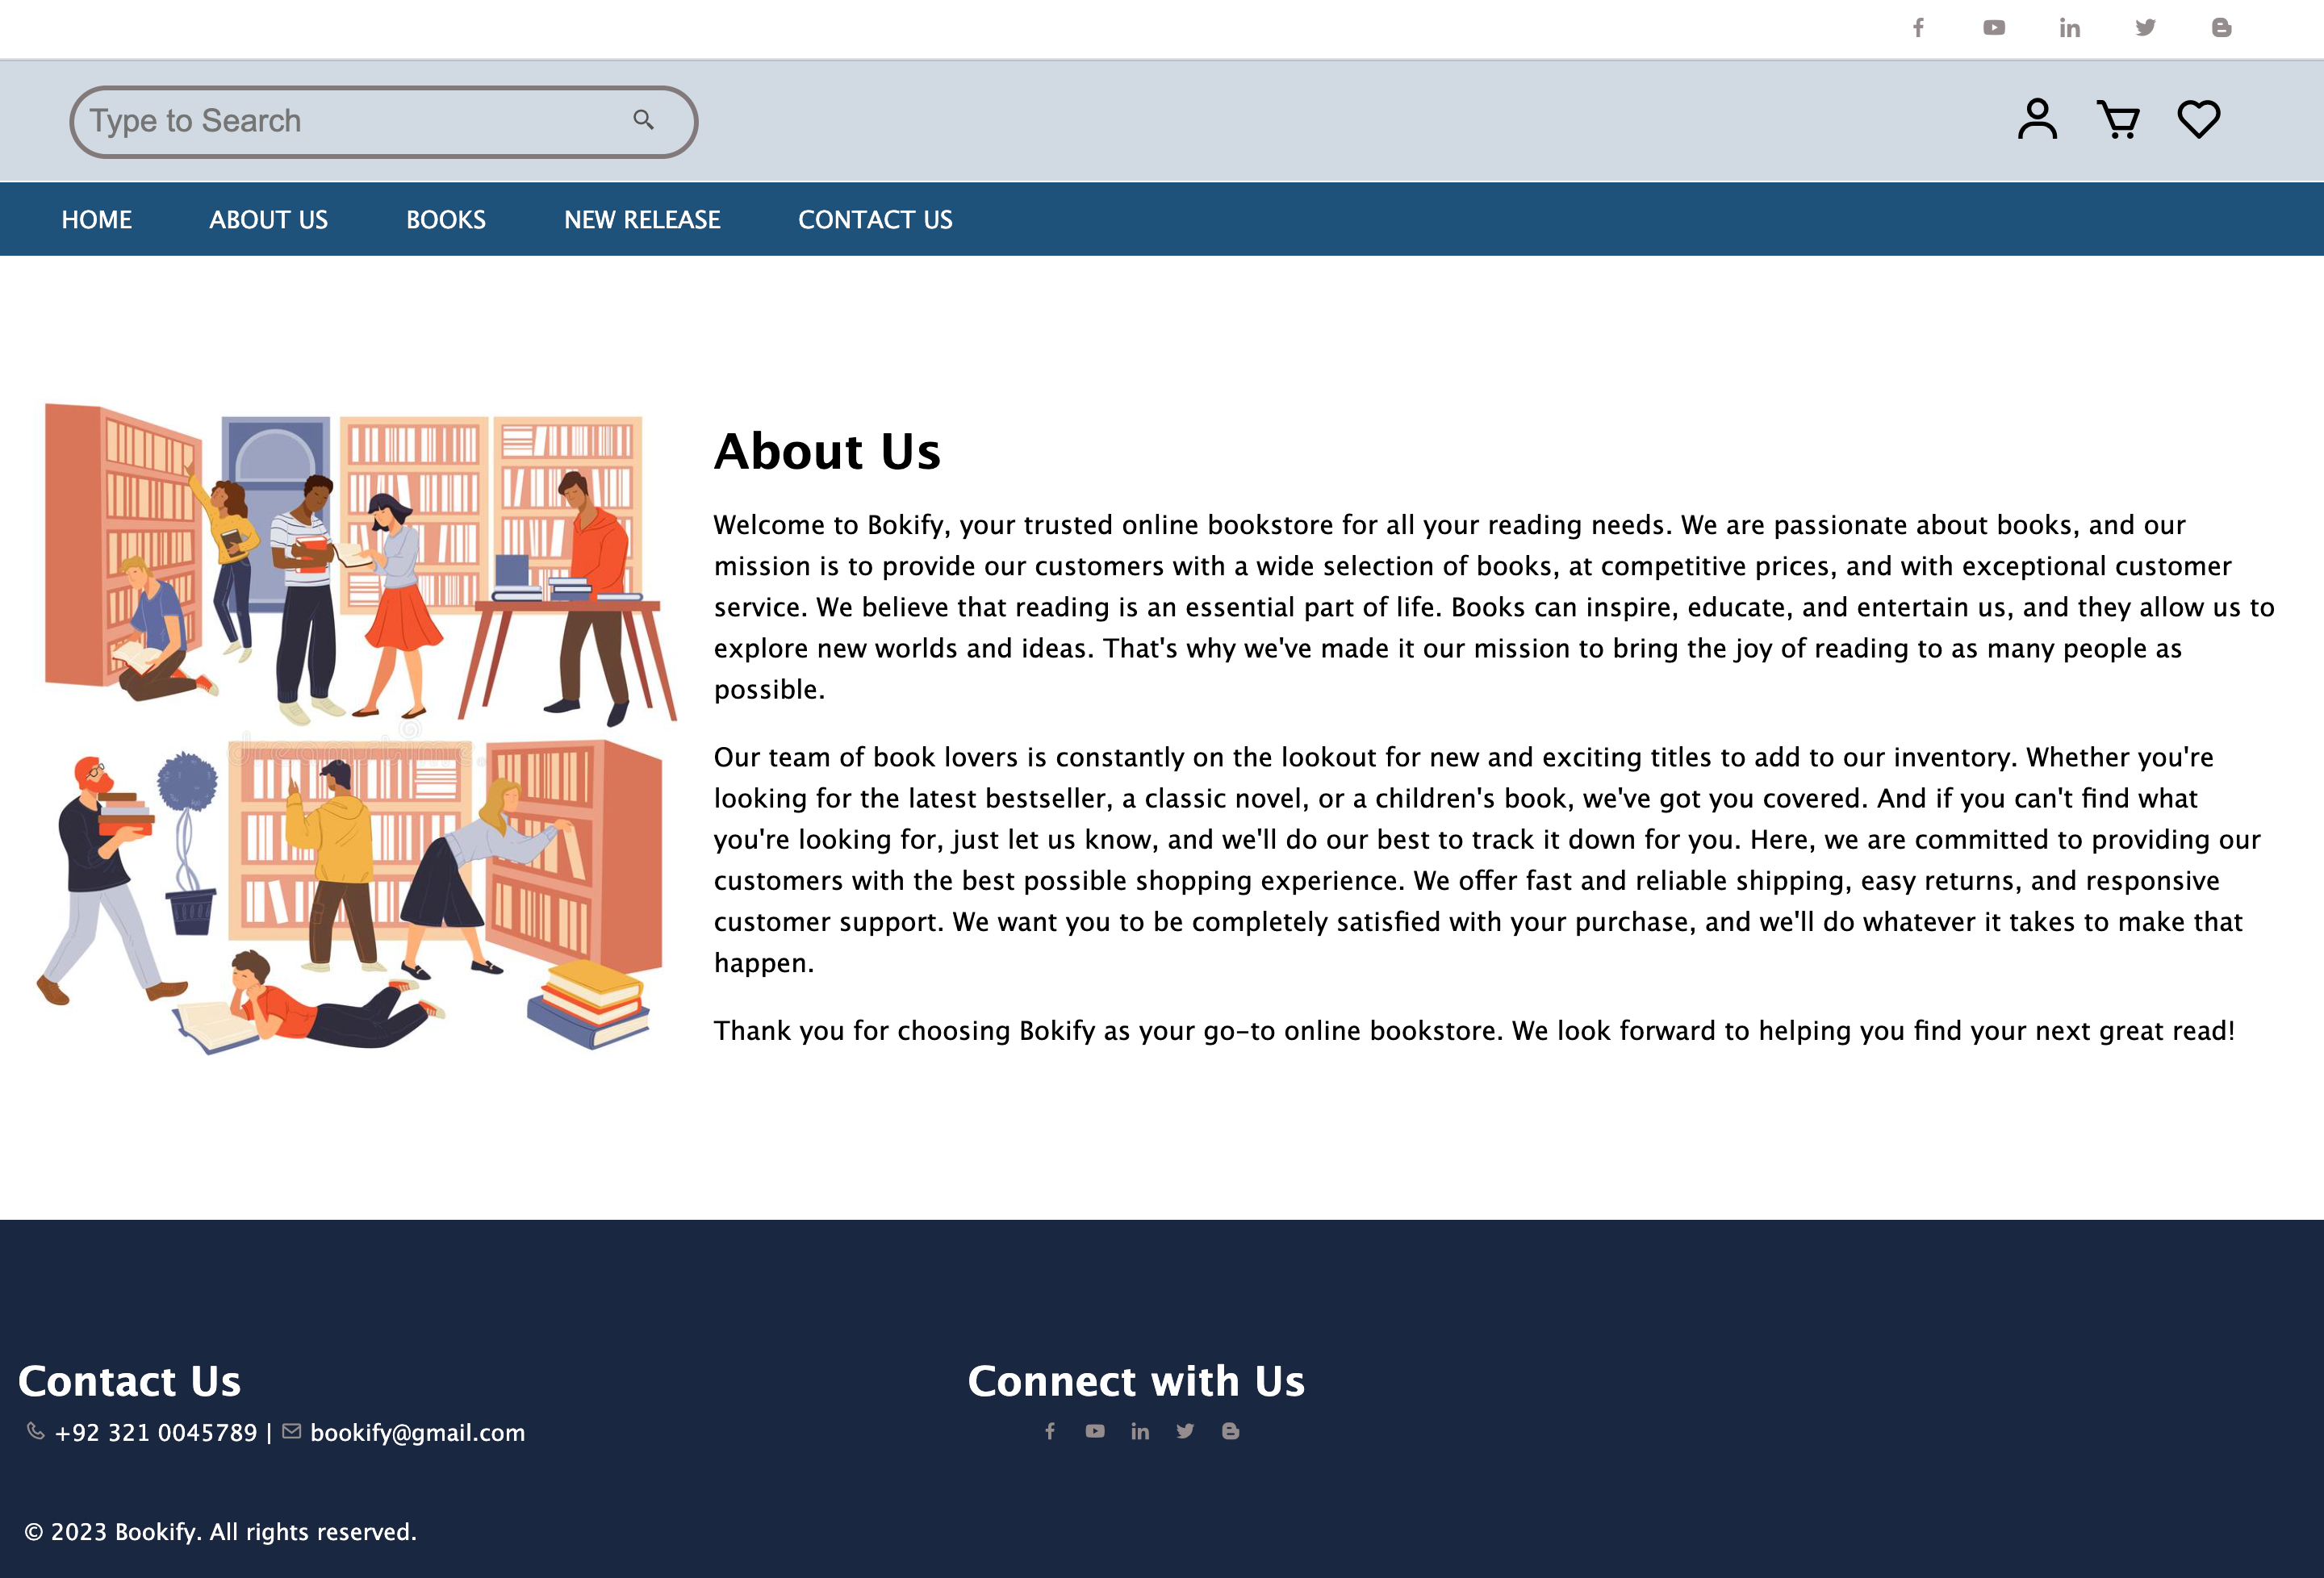 Type to Search
HOME ABOUT US BOOKS NEW RELEASE CONTACT US
dreamstime.
About Us
Welcome to Bokify, your trusted online bookstore for all your reading needs. We are passionate about books, and our
mission is to provide our customers with a wide selection of books, at competitive prices, and with exceptional customer
service. We believe that reading is an essential part of life. Books can inspire, educate, and entertain us, and they allow us to
explore new worlds and ideas. That's why we've made it our mission to bring the joy of reading to as many people as
possible.
Our team of book lovers is constantly on the lookout for new and exciting titles to add to our inventory. Whether you're
looking for the latest bestseller, a classic novel, or a children's book, we've got you covered. And if you can't find what
you're looking for, just let us know, and we'll do our best to track it down for you. Here, we are committed to providing our
customers with the best possible shopping experience. We offer fast and reliable shipping, easy returns, and responsive
customer support. We want you to be completely satisfied with your purchase, and we'll do whatever it takes to make that
happen.
Thank you for choosing Bokify as your go-to online bookstore. We look forward to helping you find your next great read!
Contact Us
+92 321 0045789 | bookify@gmail.com
Connect with Us
© 2023 Bookify. All rights reserved.